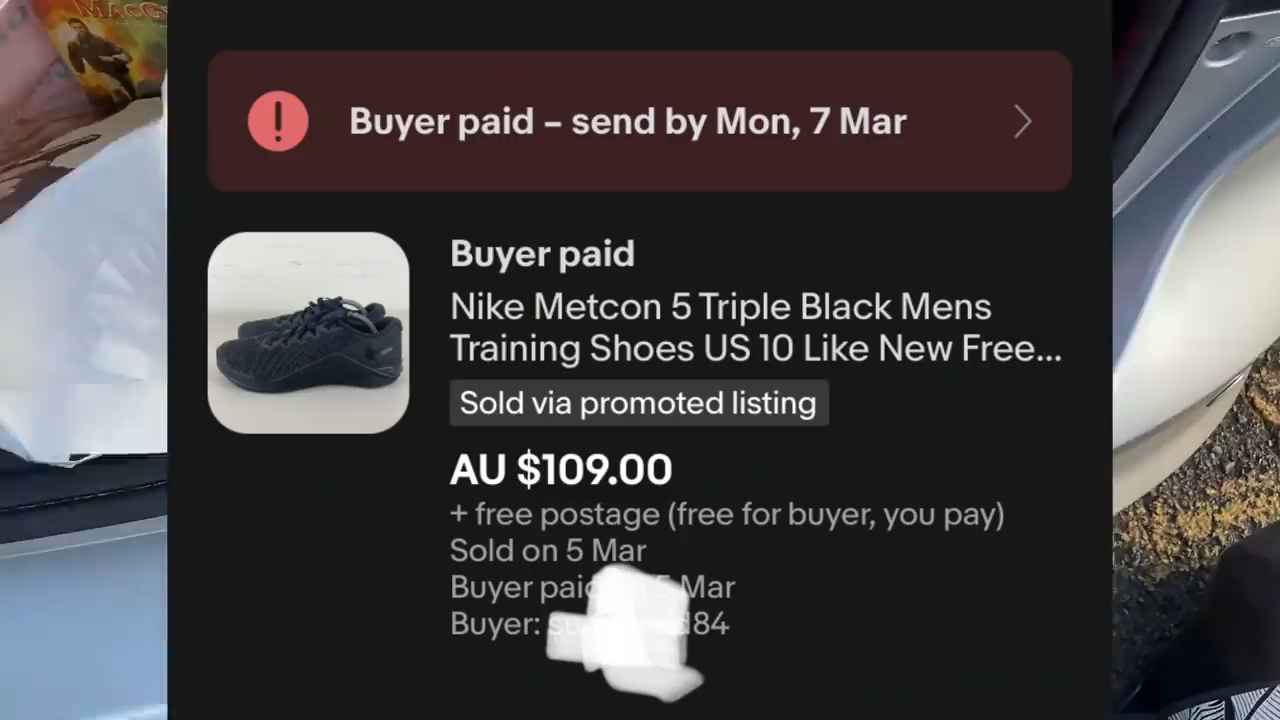 MACGY
Buyer paid – send by Mon, 7 Mar
Buyer paid
Nike Metcon 5 Triple Black Mens
Training Shoes US 10 Like New Free...
Sold via promoted listing
AU $109.00
+ free postage (free for buyer, you pay)
Sold on 5 Mar
Buyer paid 5 Mar
Buyer: